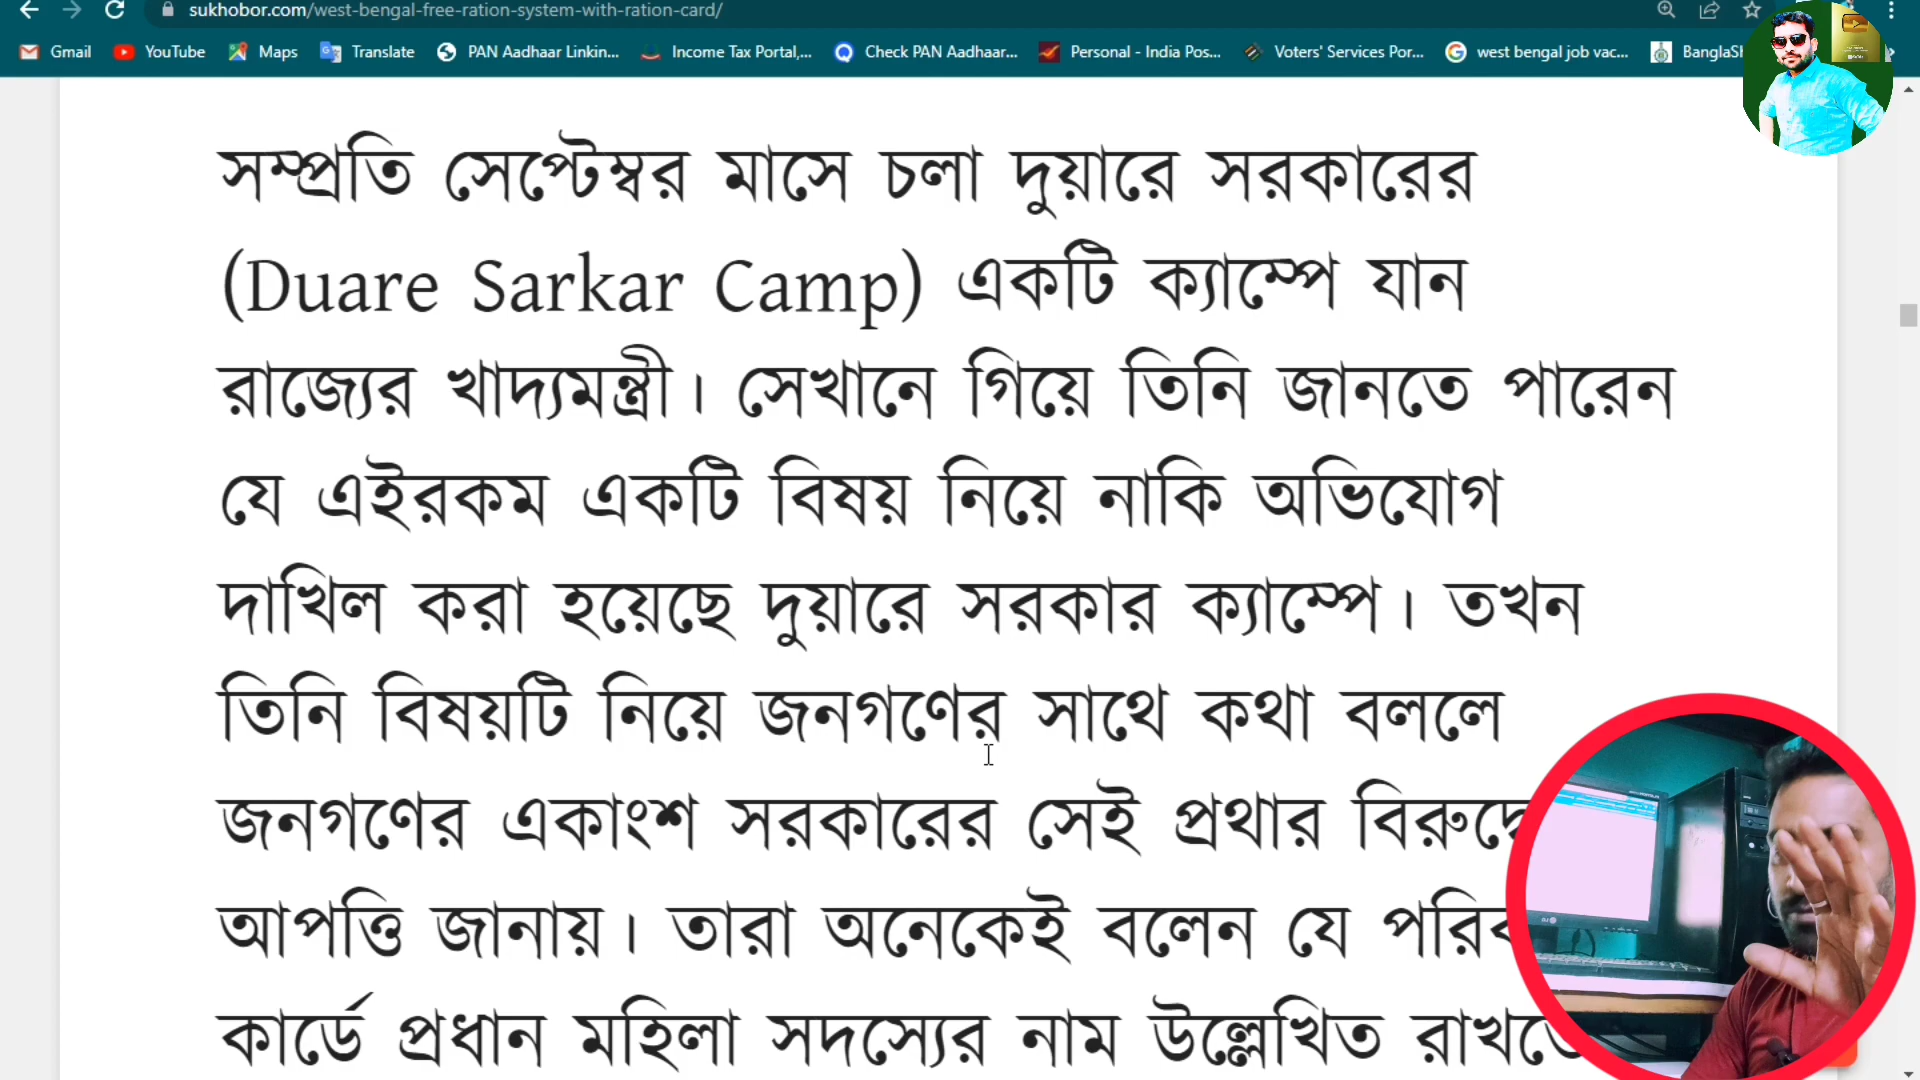 sukhobor.com/west-bengal-free-ration-system-with-ration-card/
Gmail YouTube Maps Translate PAN Aadhaar Linkin... Income Tax Portal,... Check PAN Aadhaar... Personal - India Pos... Voters' Services Por... west bengal job vac...
সম্প্রতি সেপ্টেম্বর মাসে চলা দুয়ারে সরকারের
(Duare Sarkar Camp) একটি ক্যাম্পে যান
রাজ্যের খাদ্যমন্ত্রী। সেখানে গিয়ে তিনি জানতে পারেন
যে এইরকম একটি বিষয় নিয়ে নাকি অভিযোগ
দাখিল করা হয়েছে দুয়ারে সরকার ক্যাম্পে। তখন
তিনি বিষয়টি নিয়ে জনগণের সাথে কথা বললে
জনগণের একাংশ সরকারের সেই প্রথার বিরুদ্ধে
আপত্তি জানায়। তারা অনেকেই বলেন যে
কার্ডে প্রধান মহিলা সদস্যের নাম উল্লেখিত রাখতে